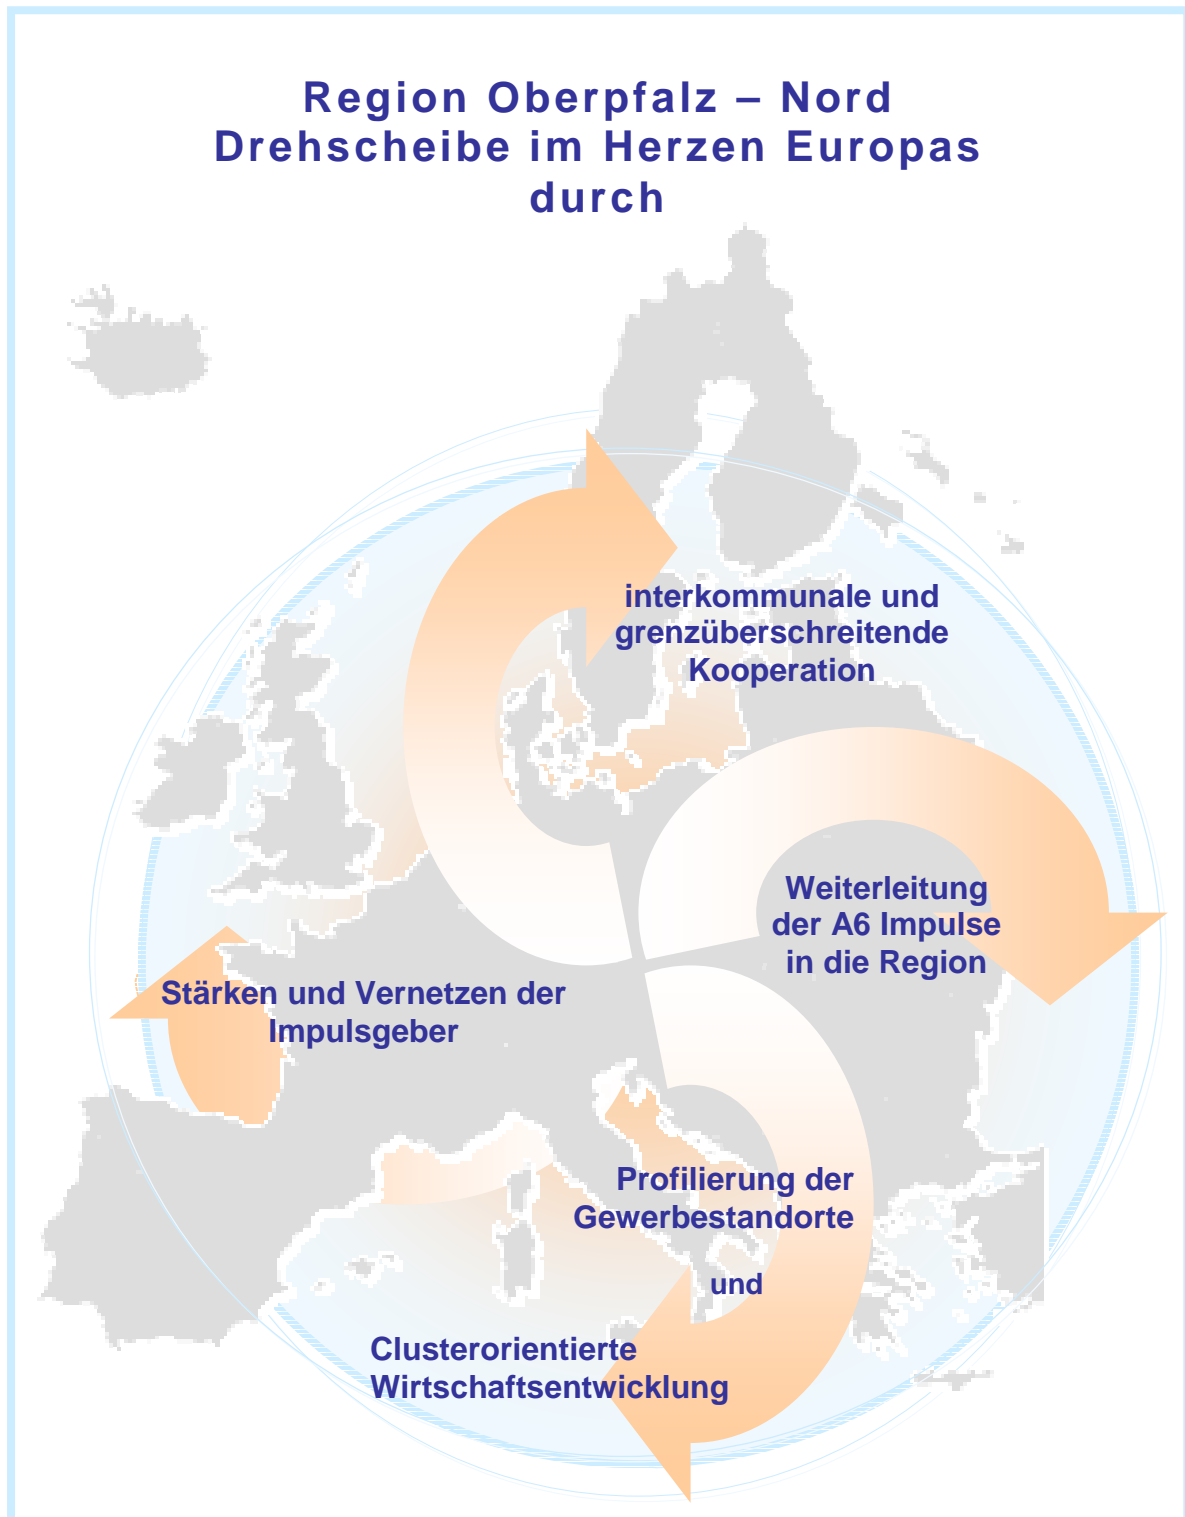 Region Oberpfalz – Nord
Drehscheibe im Herzen Europas
durch
interkommunale und
grenzüberschreitende
Kooperation
Weiterleitung
der A6 Impulse
in die Region
Stärken und Vernetzen der
Impulsgeber
Profilierung der
Gewerbestandorte
und
Clusterorientierte
Wirtschaftsentwicklung